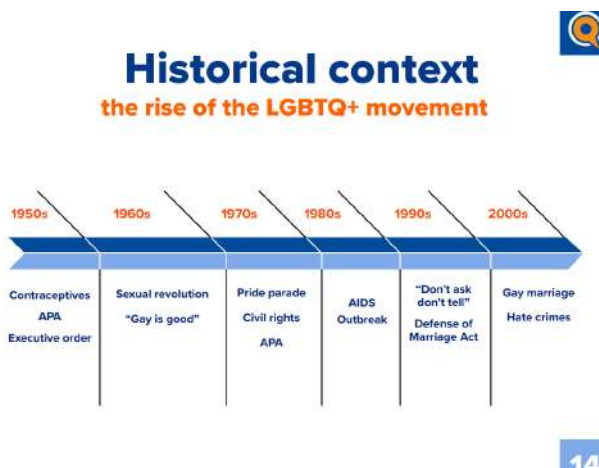 Historical context
the rise of the LGBTQ+ movement
1950s
1960s
1970s
1980s
1990s
2000s
Contraceptives
APA
Executive order
Sexual revolution
“Gay is good”
Pride parade
Civil rights
APA
AIDS
Outbreak
“Don’t ask
don’t tell”
Defense of
Marriage Act
Gay marriage
Hate crimes
14